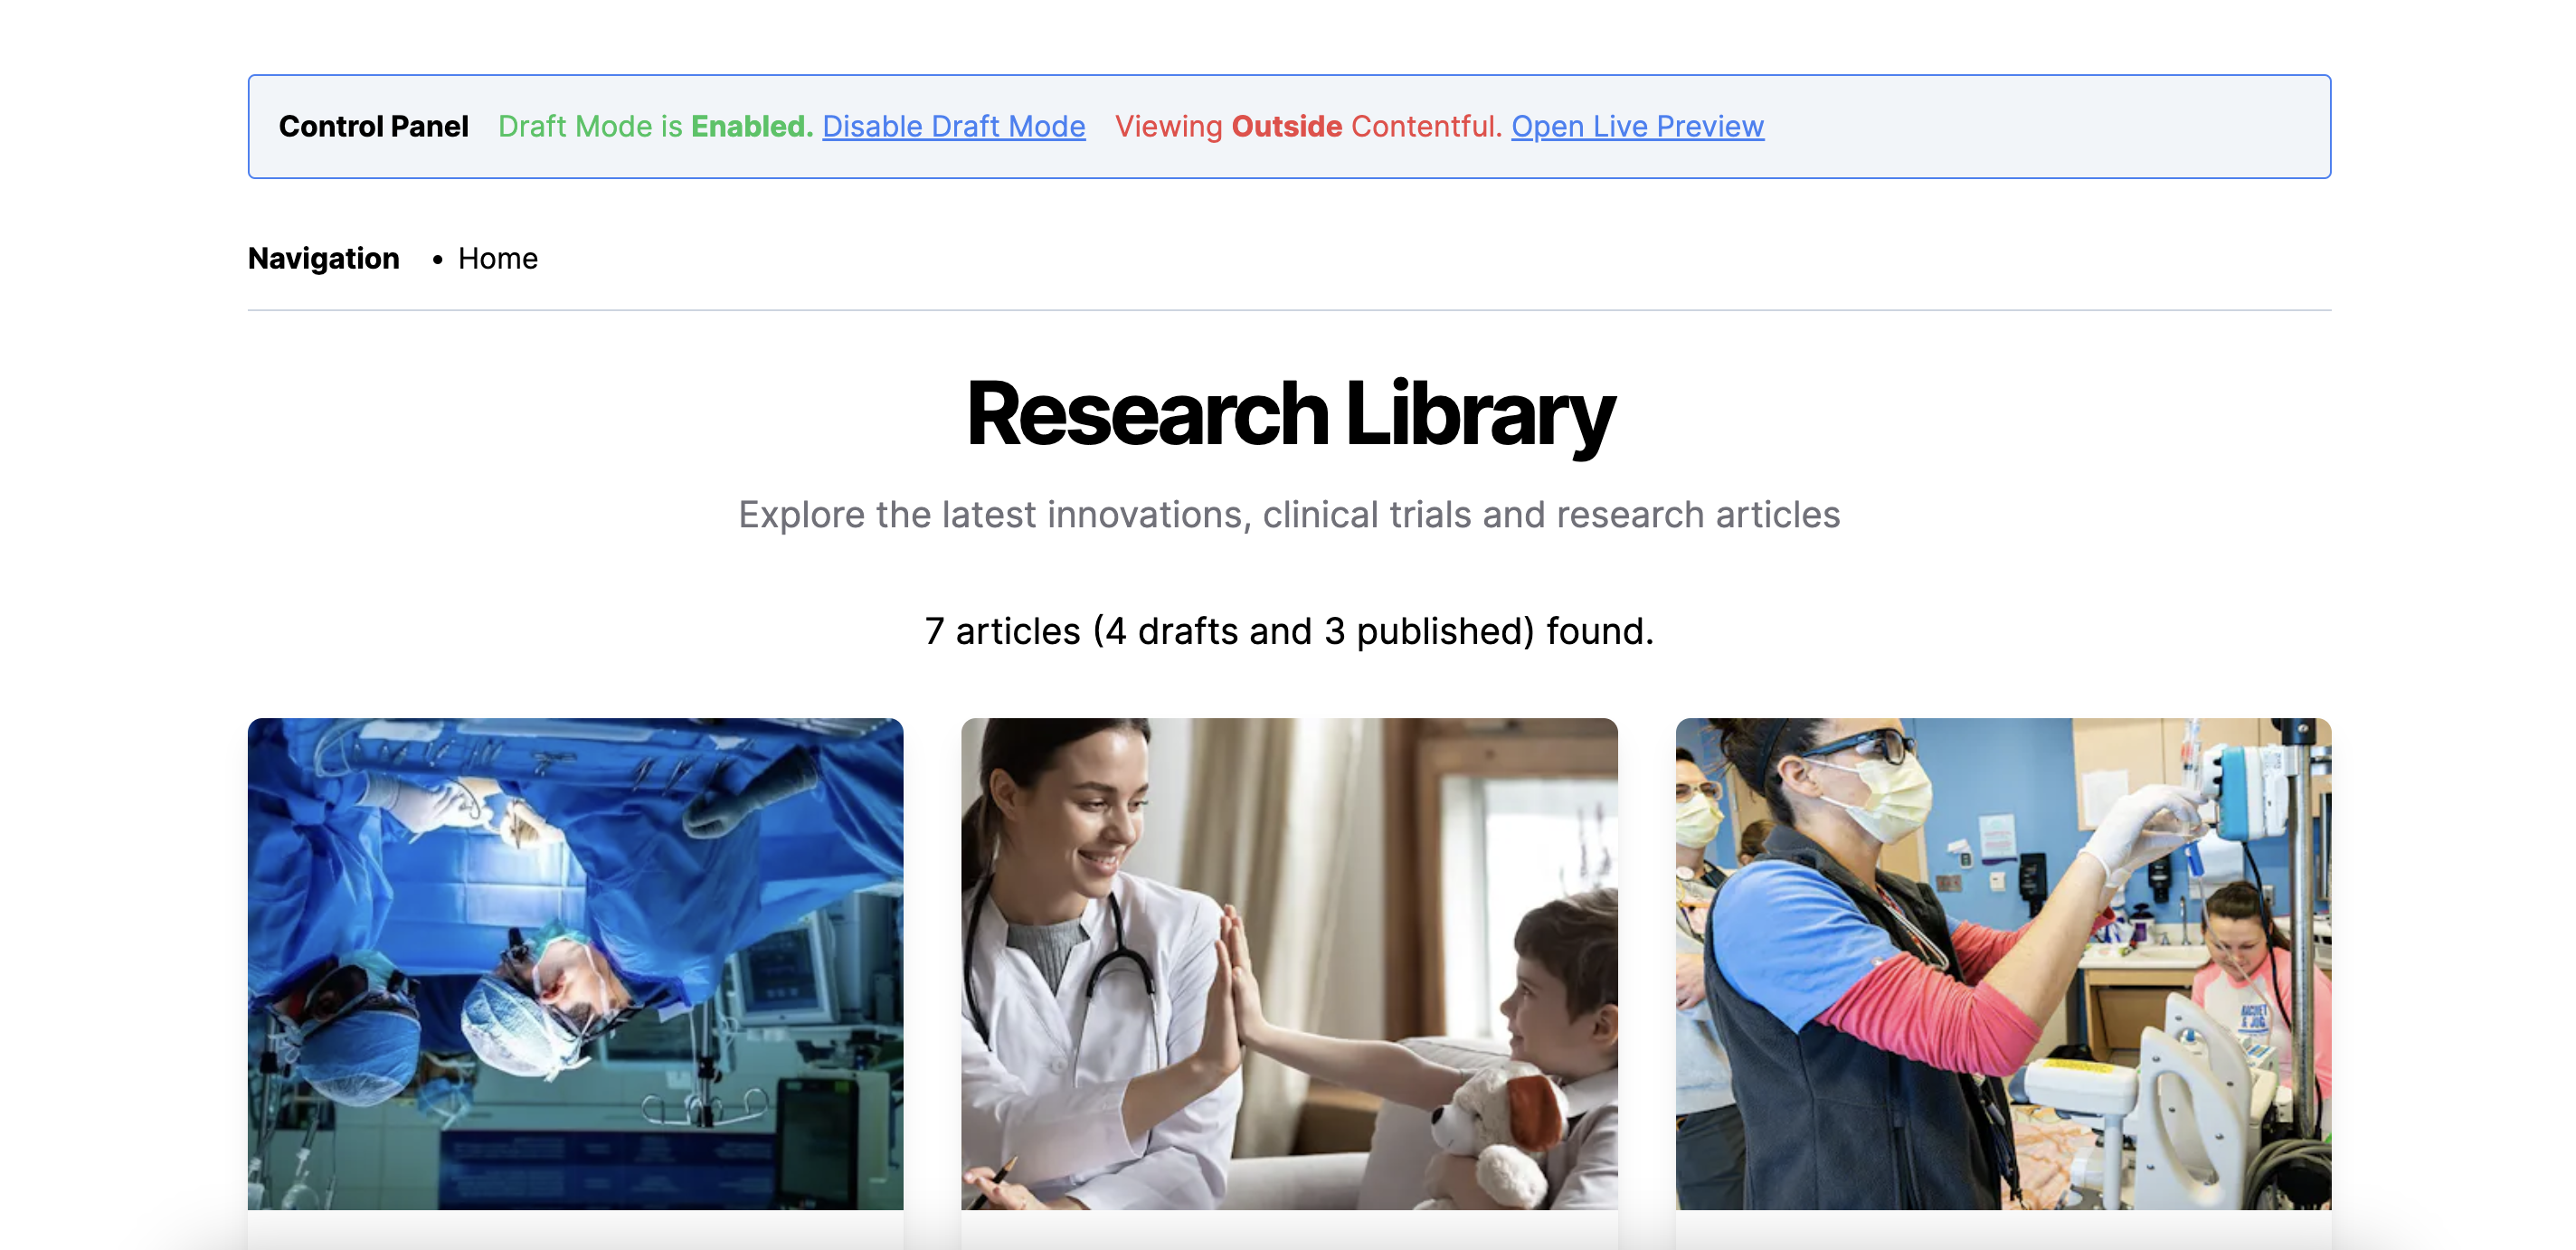 Control Panel Draft Mode is Enabled. Disable Draft Mode Viewing Outside Contentful. Open Live Preview
Navigation • Home
Research Library
Explore the latest innovations, clinical trials and research articles
7 articles (4 drafts and 3 published) found.